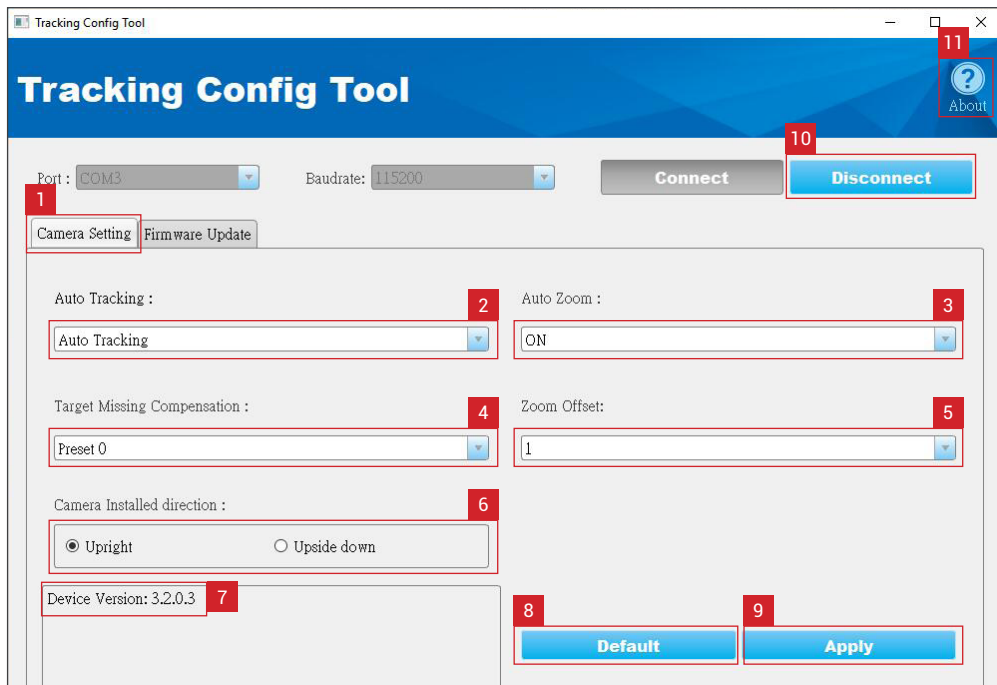 Tracking Config Tool
11
Tracking Config Tool
?
About
10
Port : COM3 Baudrate: 115200 Connect Disconnect
1
Camera Setting Firmware Update
Auto Tracking : 2 Auto Zoom : 3
Auto Tracking ON
Target Missing Compensation : 4 Zoom Offset: 5
Preset 0 1
Camera Installed direction : 6
Upright Upside down
Device Version: 3.2.0.3 7
8 9
Default Apply